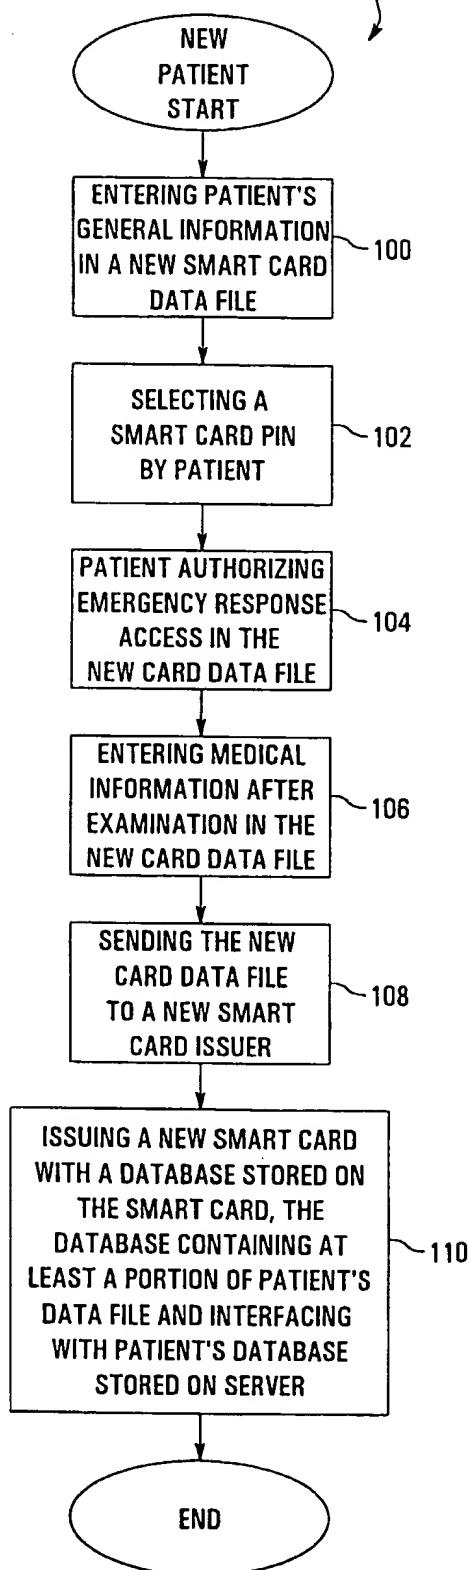 NEW
PATIENT
START
ENTERING PATIENT'S
GENERAL INFORMATION
IN A NEW SMART CARD
DATA FILE
100
SELECTING A
SMART CARD PIN
BY PATIENT
102
PATIENT AUTHORIZING
EMERGENCY RESPONSE
ACCESS IN THE
NEW CARD DATA FILE
104
ENTERING MEDICAL
INFORMATION AFTER
EXAMINATION IN THE
NEW CARD DATA FILE
106
SENDING THE NEW
CARD DATA FILE
TO A NEW SMART
CARD ISSUER
108
ISSUING A NEW SMART CARD
WITH A DATABASE STORED ON
THE SMART CARD, THE
DATABASE CONTAINING AT
LEAST A PORTION OF PATIENT'S
DATA FILE AND INTERFACING
WITH PATIENT'S DATABASE
STORED ON SERVER
110
END